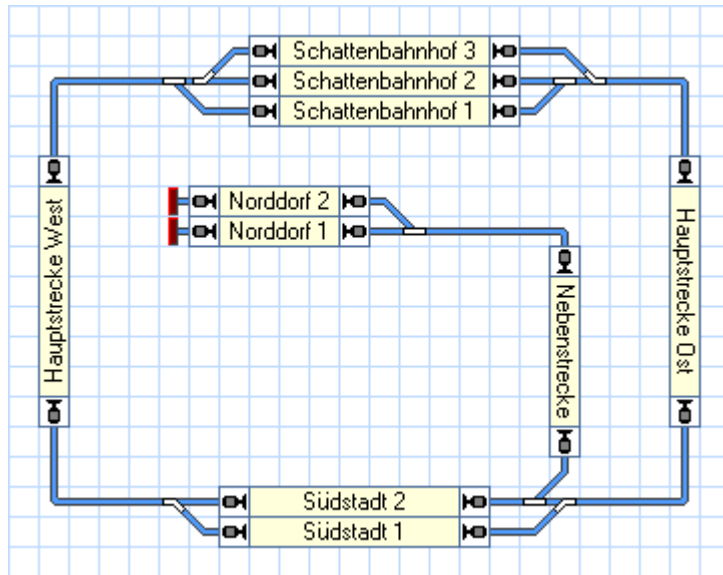 Schattenbahnhof 3
Schattenbahnhof 2
Schattenbahnhof 1
Hauptstrecke West
Norddorf 2
Norddorf 1
Nebenstrecke
Hauptstrecke Ost
Südstadt 2
Südstadt 1